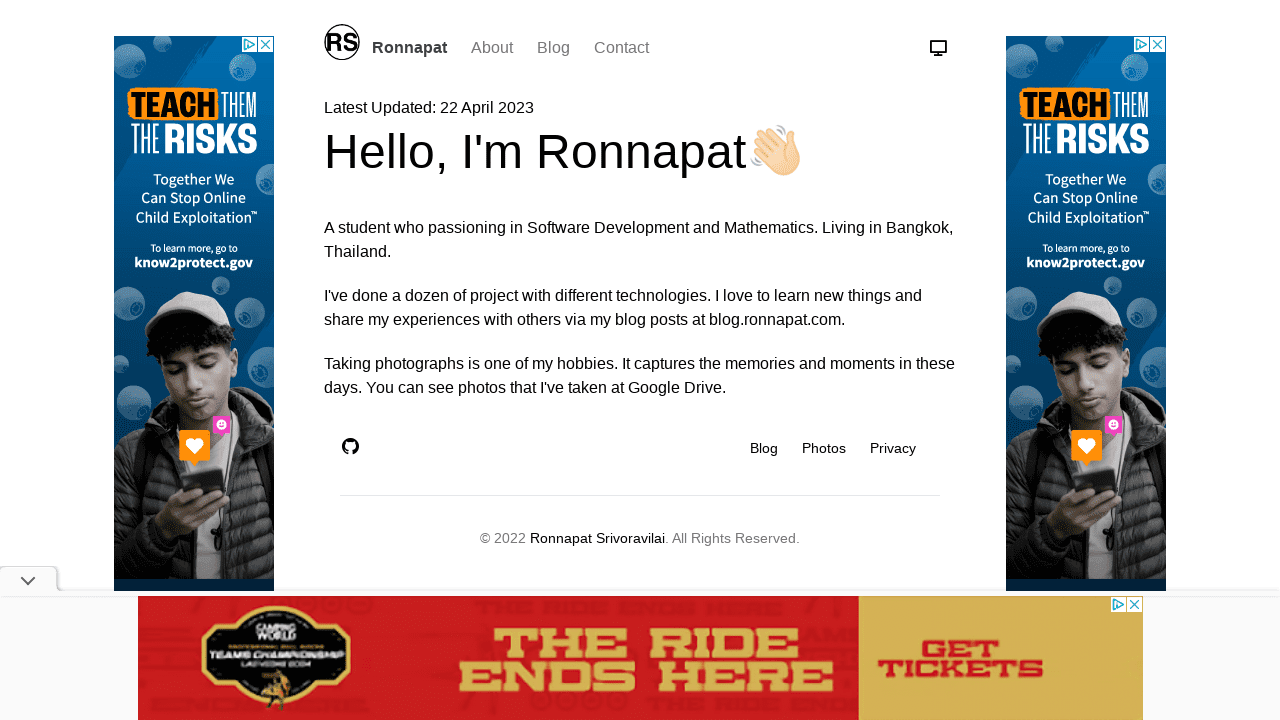 RS
Ronnapat
About
Blog
Contact
Latest Updated: 22 April 2023
Hello, I'm Ronnapat
A student who passioning in Software Development and Mathematics. Living in Bangkok,
Thailand.
I've done a dozen of project with different technologies. I love to learn new things and
share my experiences with others via my blog posts at blog.ronnapat.com.
Taking photographs is one of my hobbies. It captures the memories and moments in these
days. You can see photos that I've taken at Google Drive.
Blog
Photos
Privacy
© 2022 Ronnapat Srivoravilai. All Rights Reserved.
TEACH THEM
THE RISKS
Together We
Can Stop Online
Child Exploitation™
To learn more, go to
know2protect.gov
TEACH THEM
THE RISKS
Together We
Can Stop Online
Child Exploitation™
To learn more, go to
know2protect.gov
CAMPING
WORLD
TEAMS CHAMPIONSHIP
THE RIDE
ENDS HERE
GET
TICKETS